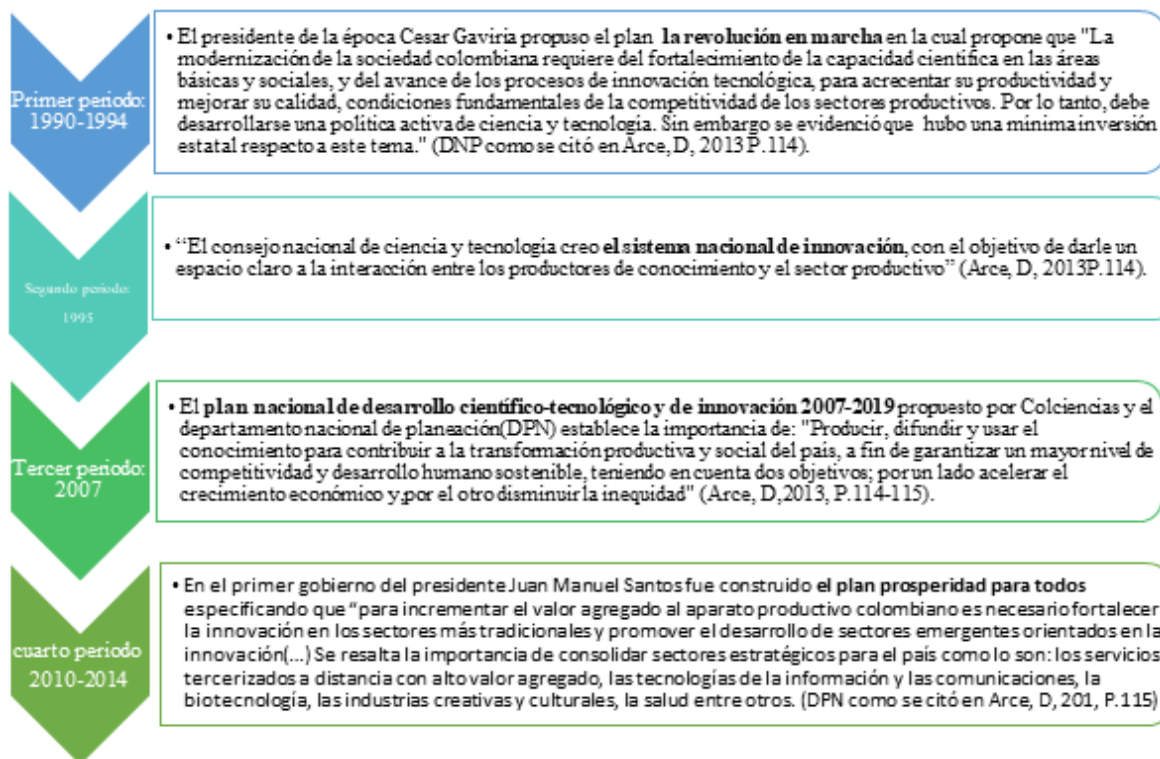 Primer periodo:
1990-1994
• El presidente de la época Cesar Gaviria propuso el plan la revolución en marcha en la cual propone que "La
modernización de la sociedad colombiana requiere del fortalecimiento de la capacidad científica en las áreas
básicas y sociales, y del avance de los procesos de innovación tecnológica, para acrecentar su productividad y
mejorar su calidad, condiciones fundamentales de la competitividad de los sectores productivos. Por lo tanto, debe
desarrollarse una politica activa de ciencia y tecnología. Sin embargo se evidenció que hubo una minima inversión
estatal respecto a este tema." (DNP como se citó en Arce, D, 2013 P.114).
Segundo periodo:
1995
• “El consejo nacional de ciencia y tecnologia creo el sistema nacional de innovación, con el objetivo de darle un
espacio claro a la interacción entre los productores de conocimiento y el sector productivo” (Arce, D, 2013P.114).
Tercer periodo:
2007
• El plan nacional de desarrollo científico-tecnológico y de innovación 2007-2019 propuesto por Colciencias y el
departamento nacional de planeación(DPN) establece la importancia de: "Producir, difundir y usar el
conocimiento para contribuir a la transformación productiva y social del país, a fin de garantizar un mayor nivel de
competitividad y desarrollo humano sostenible, teniendo en cuenta dos objetivos; por un lado acelerar el
crecimiento económico y,por el otro disminuir la inequidad" (Arce, D,2013, P.114-115).
cuarto periodo
2010-2014
• En el primer gobierno del presidente Juan Manuel Santos fue construido el plan prosperidad para todos
especificando que “para incrementar el valor agregado al aparato productivo colombiano es necesario fortalecer
la innovación en los sectores más tradicionales y promover el desarrollo de sectores emergentes orientados en la
innovación(...) Se resalta la importancia de consolidar sectores estratégicos para el país como lo son: los servicios
tercerizados a distancia con alto valor agregado, las tecnologías de la información y las comunicaciones, la
biotecnología, las industrias creativas y culturales, la salud entre otros. (DPN como se citó en Arce, D, 201, P.115)